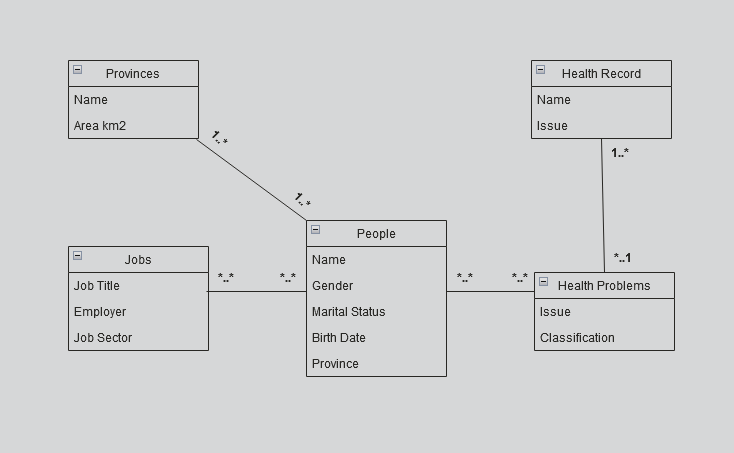 Provinces
Name
Area km2
1..*
1..*
Health Record
Name
Issue
1..*
*..1
Jobs
Job Title
Employer
Job Sector
*..*
*..*
People
Name
Gender
Marital Status
Birth Date
Province
*..*
*..*
Health Problems
Issue
Classification